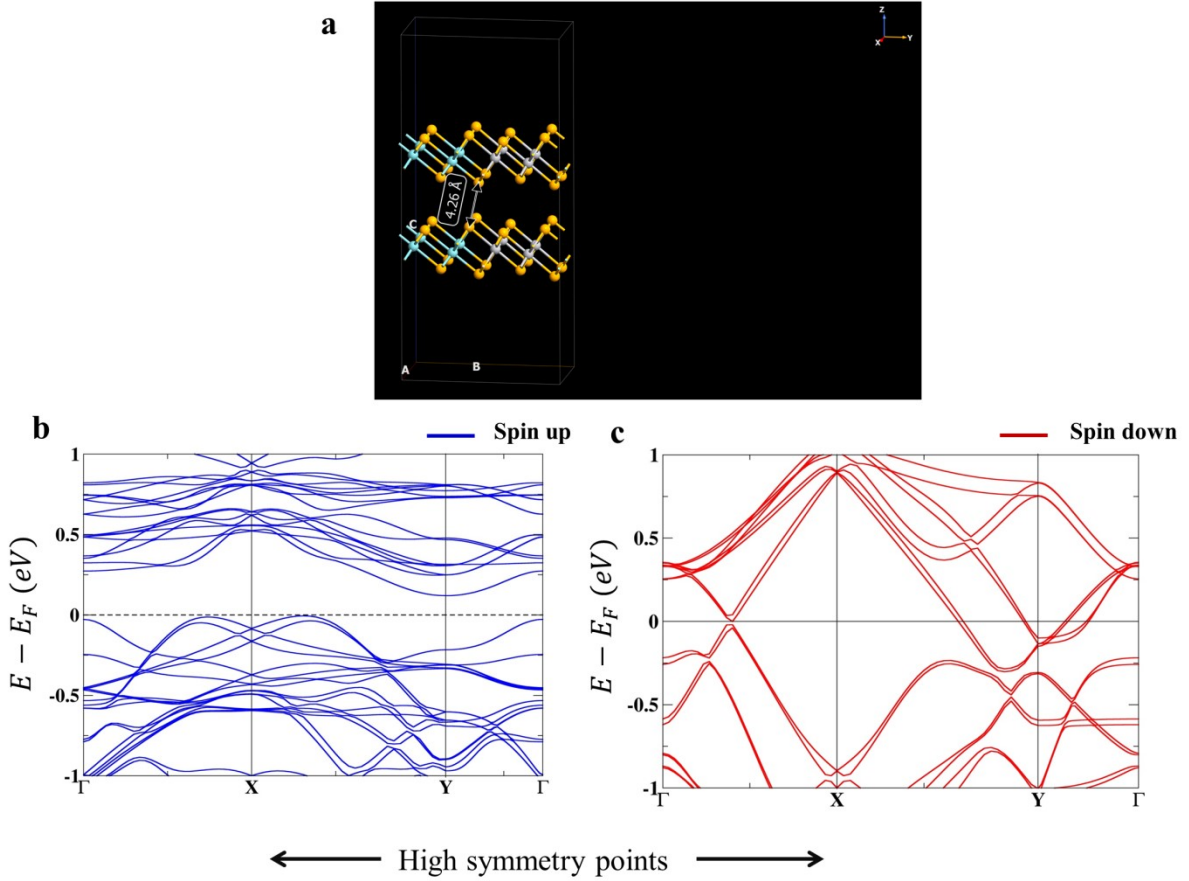 a
Z
X
Y
4.26 Å
C
A
B
b
Spin up
c
Spin down
1
0.5
0
-0.5
-1
E − E_F (eV)
Γ
X
Y
Γ
1
0.5
0
-0.5
-1
E − E_F (eV)
Γ
X
Y
Γ
High symmetry points